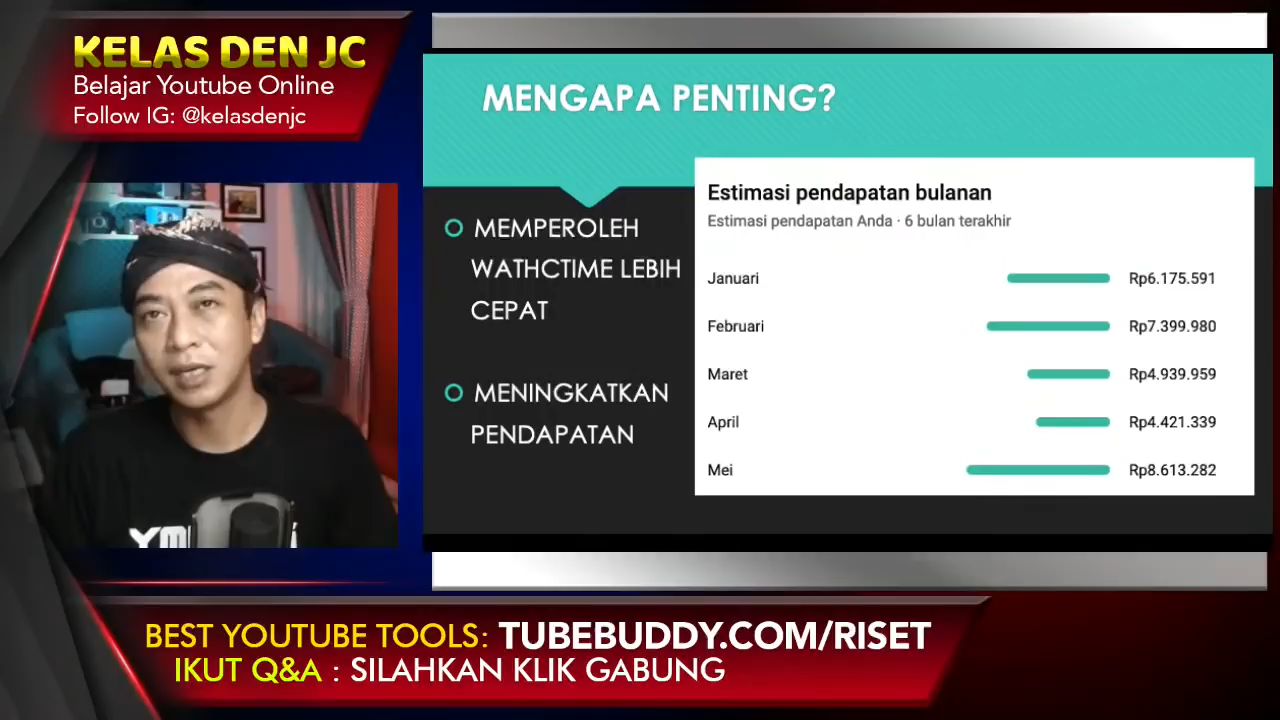 KELAS DEN JC
Belajar Youtube Online
Follow IG: @kelasdenjc
MENGAPA PENTING?
MEMPEROLEH
WATHCTIME LEBIH
CEPAT
MENINGKATKAN
PENDAPATAN
Estimasi pendapatan bulanan
Estimasi pendapatan Anda · 6 bulan terakhir
Januari Rp6.175.591
Februari Rp7.399.980
Maret Rp4.939.959
April Rp4.421.339
Mei Rp8.613.282
BEST YOUTUBE TOOLS: TUBEBUDDY.COM/RISET
IKUT Q&A : SILAHKAN KLIK GABUNG